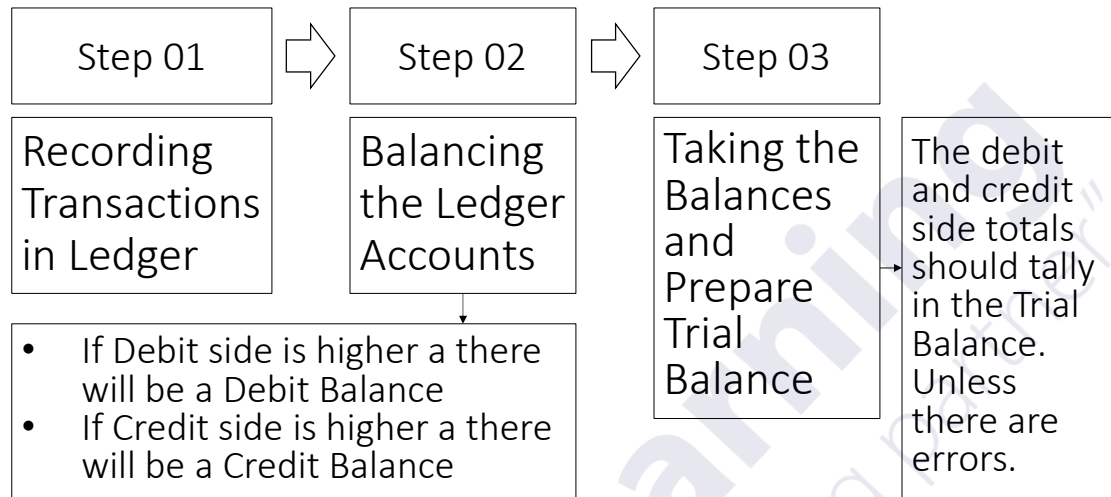 Step 01
Step 02
Step 03
Recording
Transactions
in Ledger
Balancing
the Ledger
Accounts
Taking the
Balances
and
Prepare
Trial
Balance
The debit
and credit
side totals
should tally
in the Trial
Balance.
Unless
there are
errors.
• If Debit side is higher a there
will be a Debit Balance
• If Credit side is higher a there
will be a Credit Balance
arning
g partner"